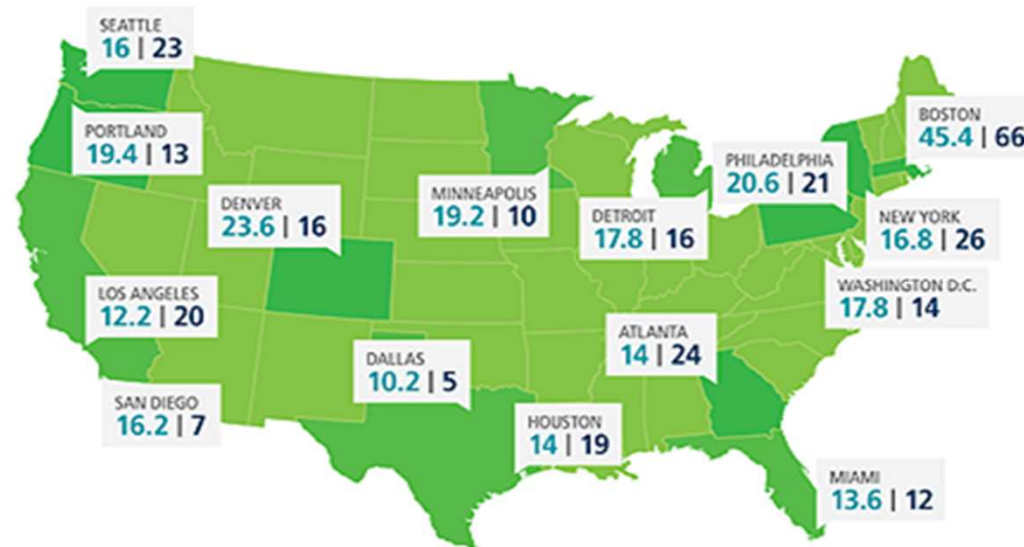 SEATTLE
16 | 23
PORTLAND
19.4 | 13
DENVER
23.6 | 16
MINNEAPOLIS
19.2 | 10
DETROIT
17.8 | 16
PHILADELPHIA
20.6 | 21
BOSTON
45.4 | 66
NEW YORK
16.8 | 26
WASHINGTON D.C.
17.8 | 14
LOS ANGELES
12.2 | 20
SAN DIEGO
16.2 | 7
DALLAS
10.2 | 5
ATLANTA
14 | 24
HOUSTON
14 | 19
MIAMI
13.6 | 12